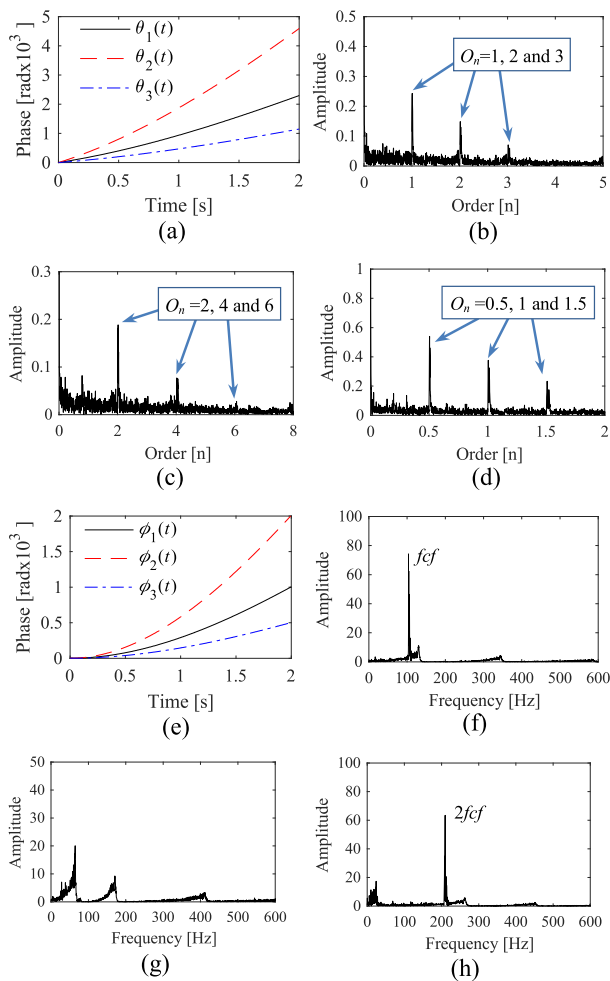 Phase [radx10³ ]
5
4
3
2
1
0
θ₁(t)
θ₂(t)
θ₃(t)
0 0.5 1 1.5 2
Time [s]
(a)
Amplitude
0.5
0.4
0.3
0.2
0.1
0
Oₙ=1, 2 and 3
0 1 2 3 4 5
Order [n]
(b)
Amplitude
0.3
0.2
0.1
0
Oₙ =2, 4 and 6
0 2 4 6 8
Order [n]
(c)
Amplitude
1
0.8
0.6
0.4
0.2
0
Oₙ =0.5, 1 and 1.5
0 0.5 1 1.5 2
Order [n]
(d)
Phase [radx10³ ]
2
1.5
1
0.5
0
ϕ₁(t)
ϕ₂(t)
ϕ₃(t)
0 0.5 1 1.5 2
Time [s]
(e)
Amplitude
100
80
60
40
20
0
fcf
0 100 200 300 400 500 600
Frequency [Hz]
(f)
Amplitude
50
40
30
20
10
0
0 100 200 300 400 500 600
Frequency [Hz]
(g)
Amplitude
100
80
60
40
20
0
2fcf
0 100 200 300 400 500 600
Frequency [Hz]
(h)